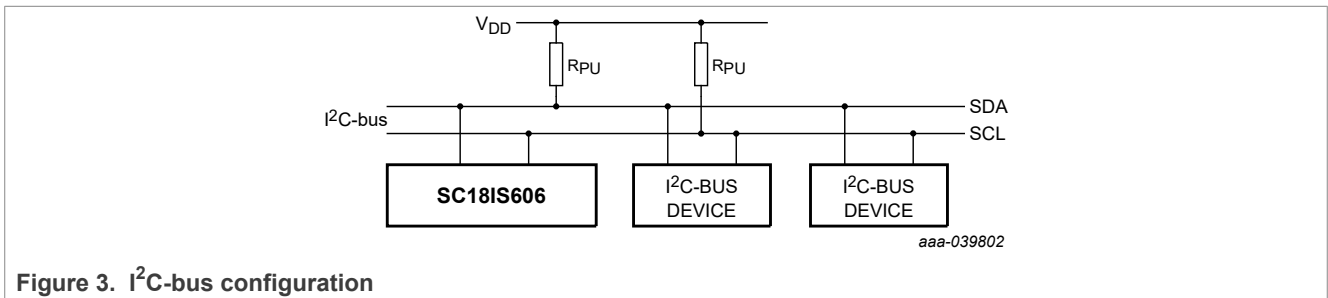 VDD
RPU
RPU
I2C-bus
SDA
SCL
SC18IS606
I2C-BUS
DEVICE
I2C-BUS
DEVICE
aaa-039802
Figure 3. I2C-bus configuration